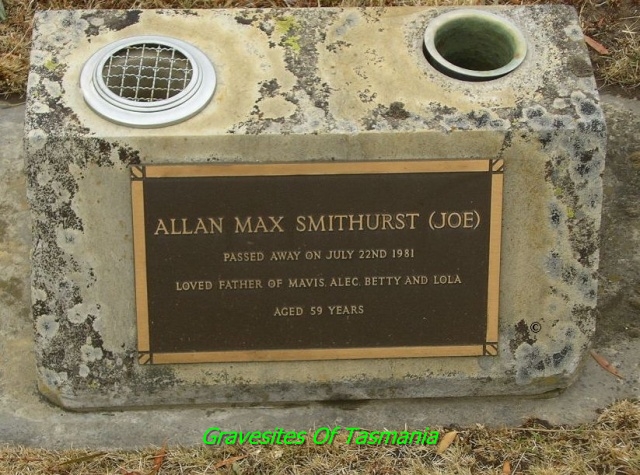 ALLAN MAX SMITHURST (JOE)
PASSED AWAY ON JULY 22ND 1981
LOVED FATHER OF MAVIS. ALEC. BETTY AND LOLA
AGED 59 YEARS
©
Gravesites Of Tasmania